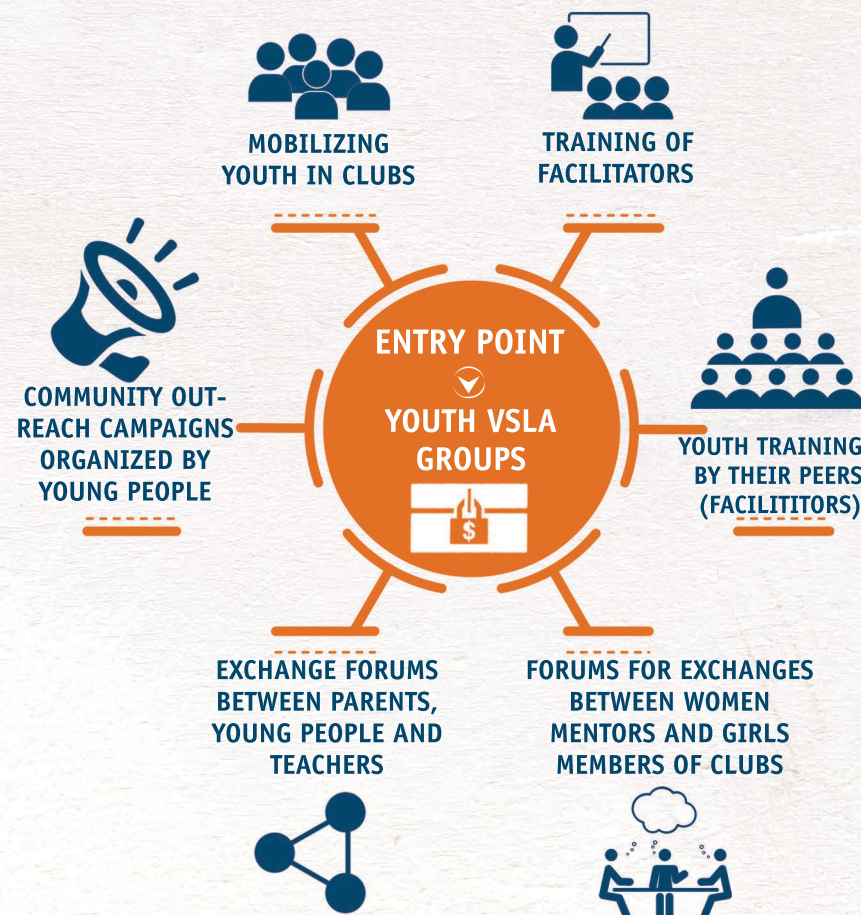 MOBILIZING
YOUTH IN CLUBS
TRAINING OF
FACILITATORS
ENTRY POINT
YOUTH VSLA
GROUPS
$
COMMUNITY OUT-
REACH CAMPAIGNS
ORGANIZED BY
YOUNG PEOPLE
YOUTH TRAINING
BY THEIR PEERS
(FACILITITORS)
EXCHANGE FORUMS
BETWEEN PARENTS,
YOUNG PEOPLE AND
TEACHERS
FORUMS FOR EXCHANGES
BETWEEN WOMEN
MENTORS AND GIRLS
MEMBERS OF CLUBS